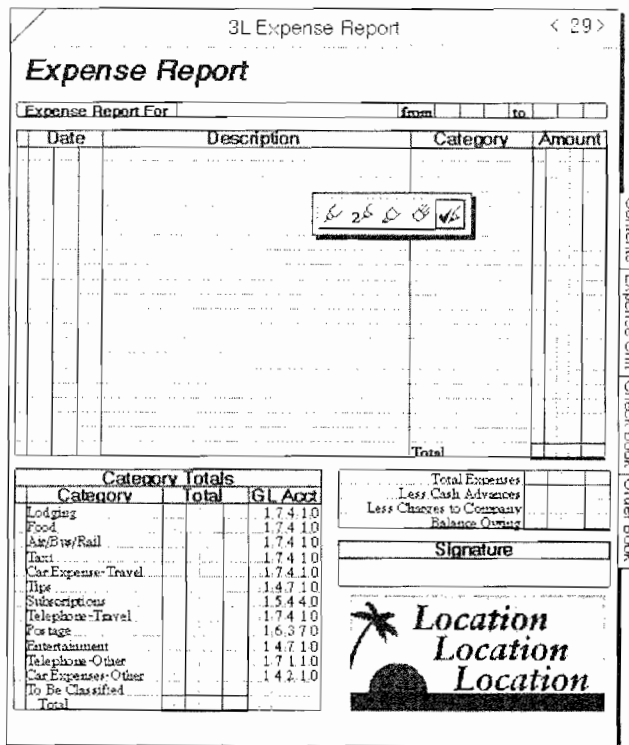 3L Expense Report < 29 >
Expense Report
Expense Report For from to
Date Description Category Amount
2
Total
Category Totals
Category Total GL Acct
Lodging 1 7 4 1 0
Food 1 7 4 1 0
Air/Bus/Rail 1 7 4 1 0
Taxi 1 7 4 1 0
Car Expense-Travel 1 7 4 1 0
Tips 1 4 7 1 0
Subscriptions 1 5 4 4 0
Telephone-Travel 1 7 4 1 0
Postage 1 6 3 7 0
Entertainment 1 4 7 1 0
Telephone-Other 1 7 1 1 0
Car Expenses-Other 1 4 2 1 0
To Be Classified
Total
Total Expenses
Less Cash Advances
Less Charges to Company
Balance Owing
Signature
Location
Location
Location
Expense Unit
Check Book